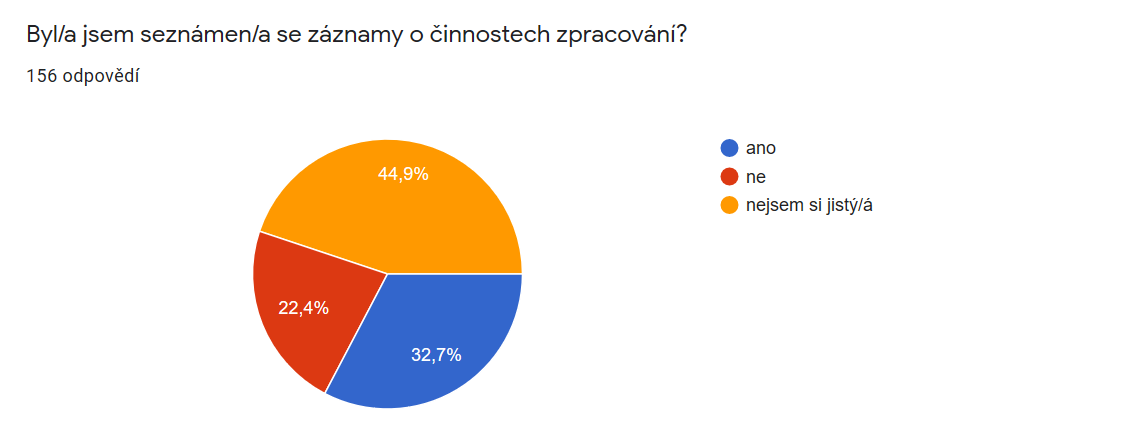 Byl/a jsem seznámen/a se záznamy o činnostech zpracování?
156 odpovědí
44,9%
22,4%
32,7%
ano
ne
nejsem si jistý/á